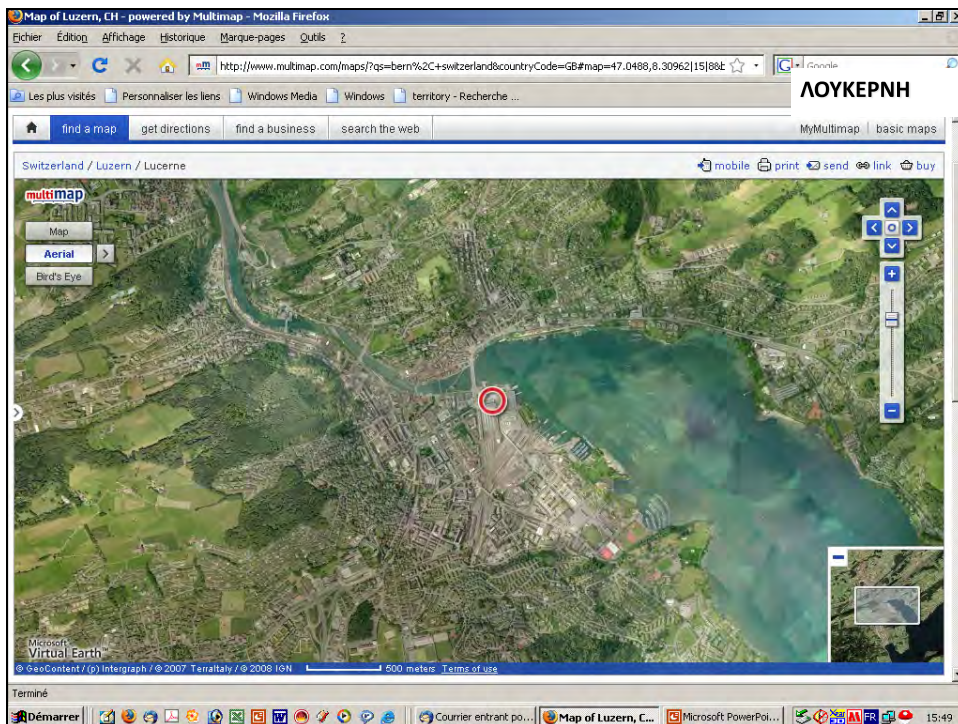 Map of Luzern, CH - powered by Multimap - Mozilla Firefox
Fichier Édition Affichage Historique Marque-pages Outils ?
http://www.multimap.com/maps/?qs=bern%2C+switzerland&countryCode=GB#map=47.0488,8.30962|15|8&
Google
ΛΟΥΚΕΡΝΗ
Les plus visités Personnaliser les liens Windows Media Windows territory - Recherche ...
find a map get directions find a business search the web MyMultimap basic maps
Switzerland / Luzern / Lucerne mobile print send link buy
multimap
Map
Aerial
Bird's Eye
Microsoft
Virtual Earth
© GeoContent / (p) Intergraph / © 2007 TerraItaly / © 2008 IGN 500 meters Terms of use
Terminé
Démarrer Courrier entrant po... Map of Luzern, C... Microsoft PowerPoi... FR 15:49